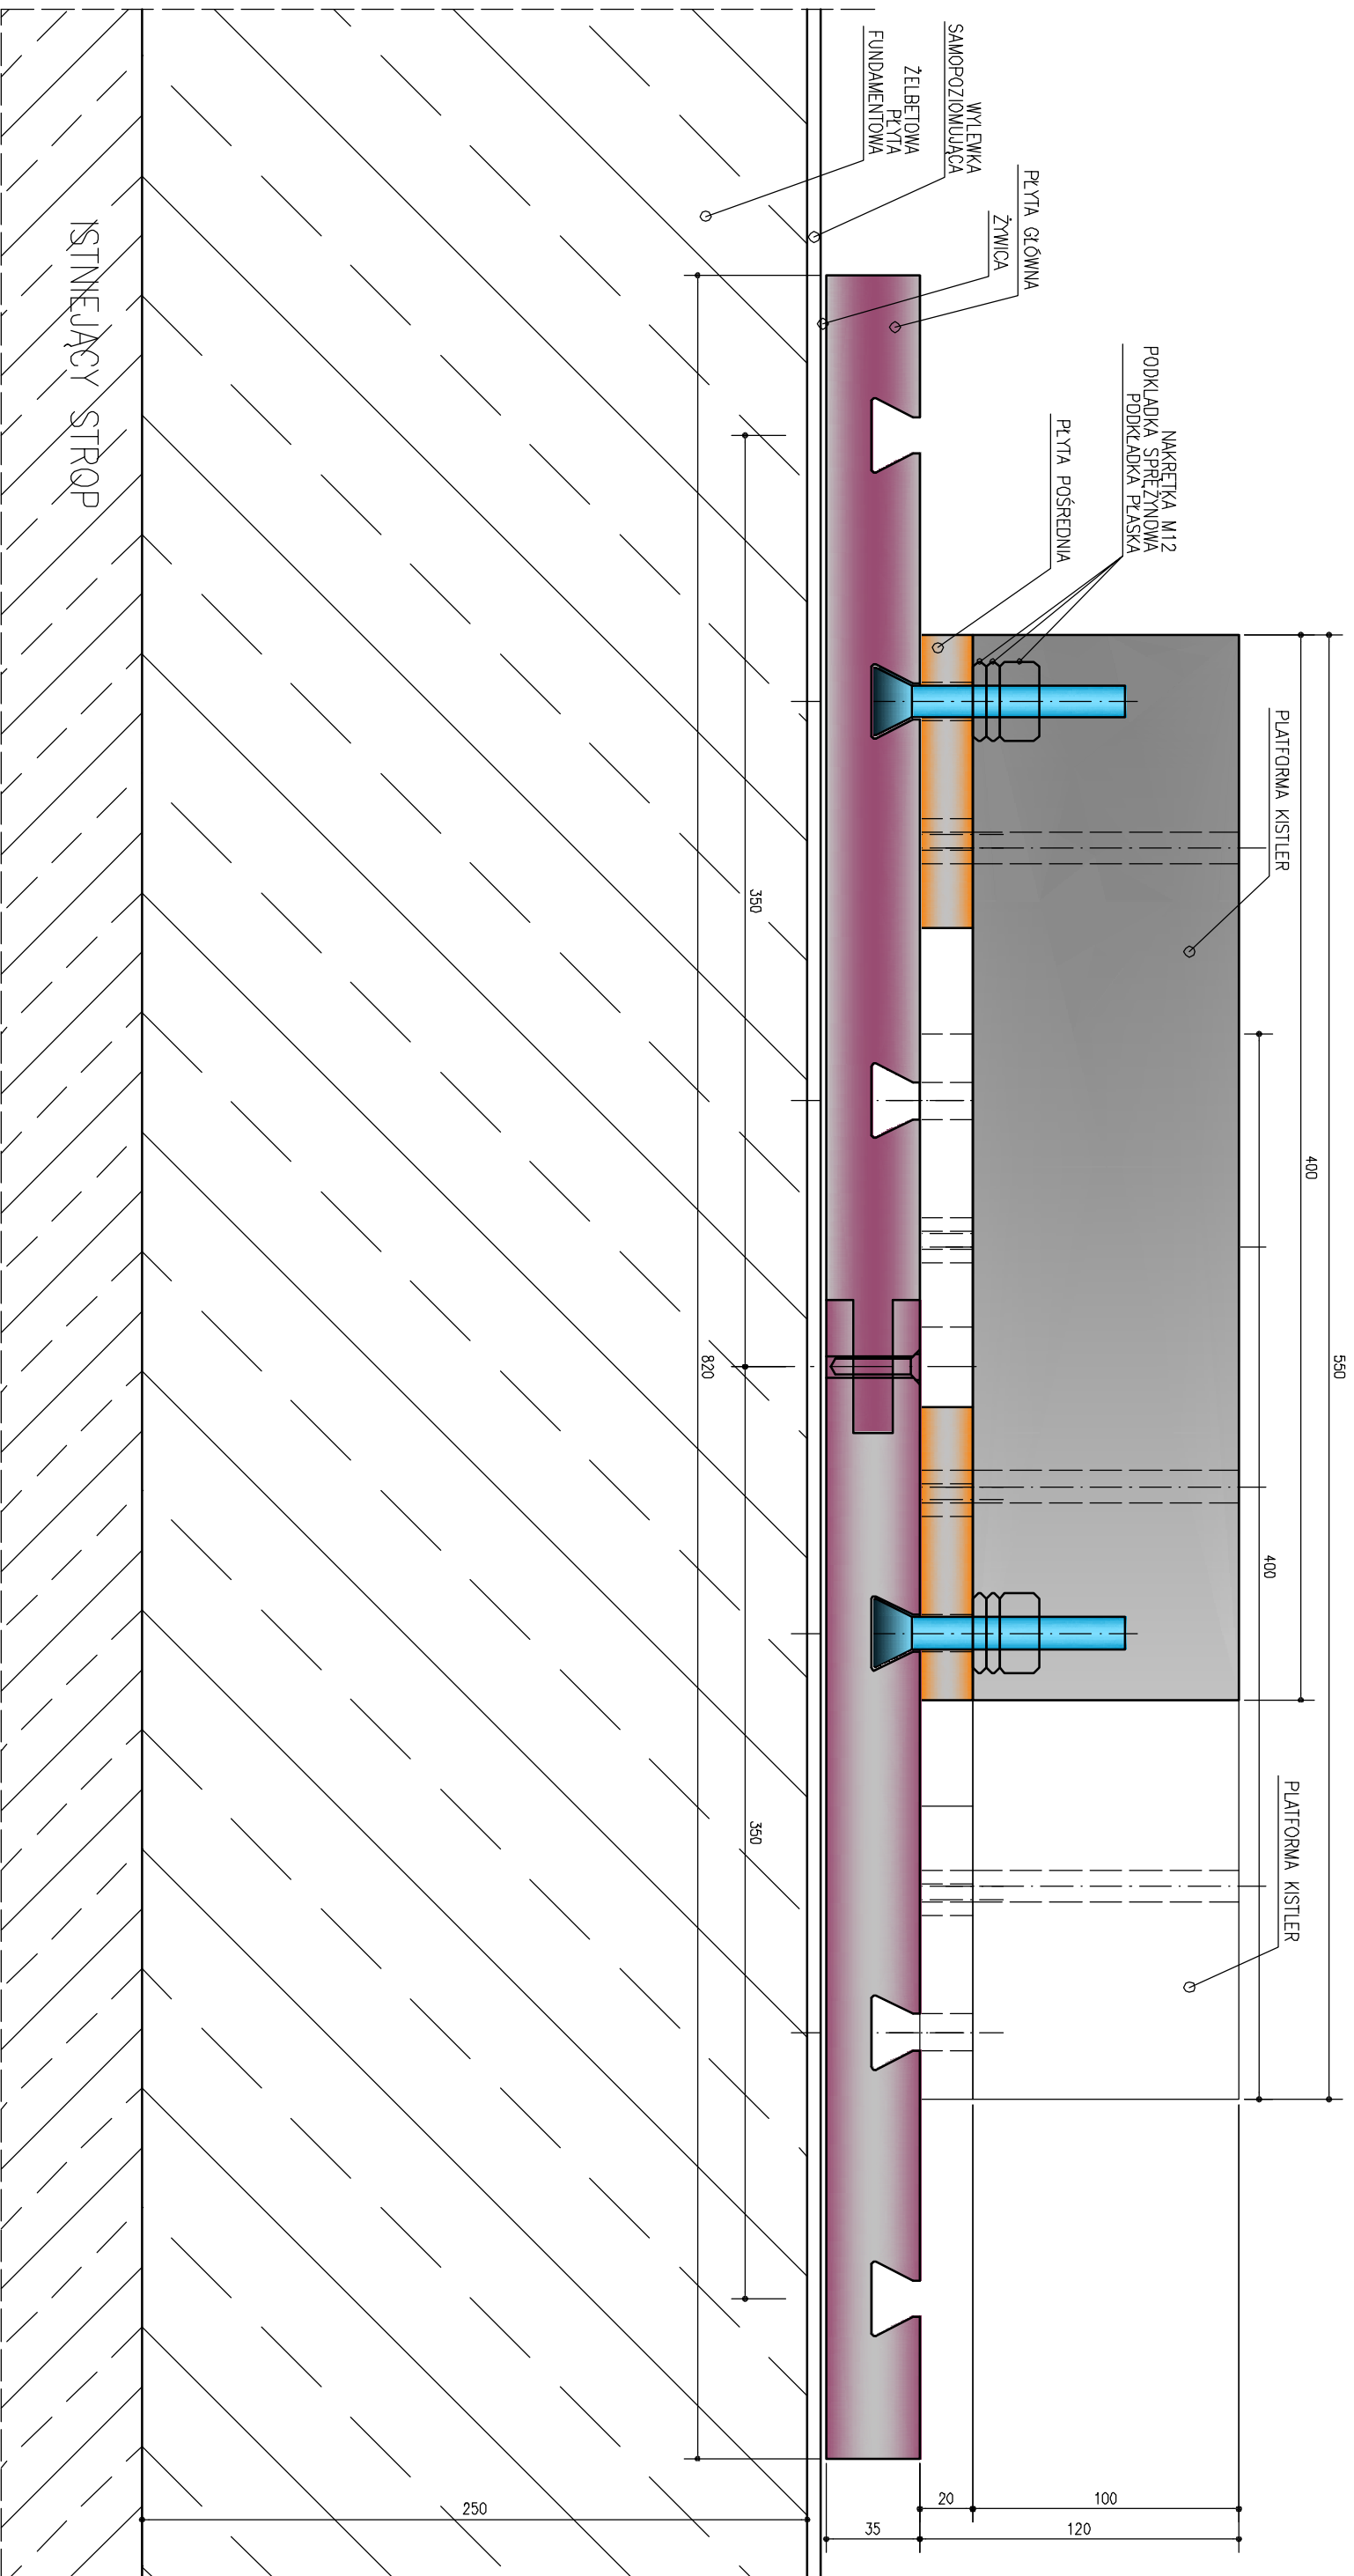 550
400
400
PLATFORMA KISTLER
PLATFORMA KISTLER
NAKRĘTKA M12
PODKŁADKA SPRĘŻYNOWA
PODKŁADKA PŁASKA
PŁYTA POŚREDNIA
PŁYTA GŁÓWNA
ŻYWICA
WYLEWKA
SAMOPOZIOMUJĄCA
ŻELBETOWA
PŁYTA
FUNDAMENTOWA
350
350
820
ISTNIEJĄCY STROP
100
120
20
35
250